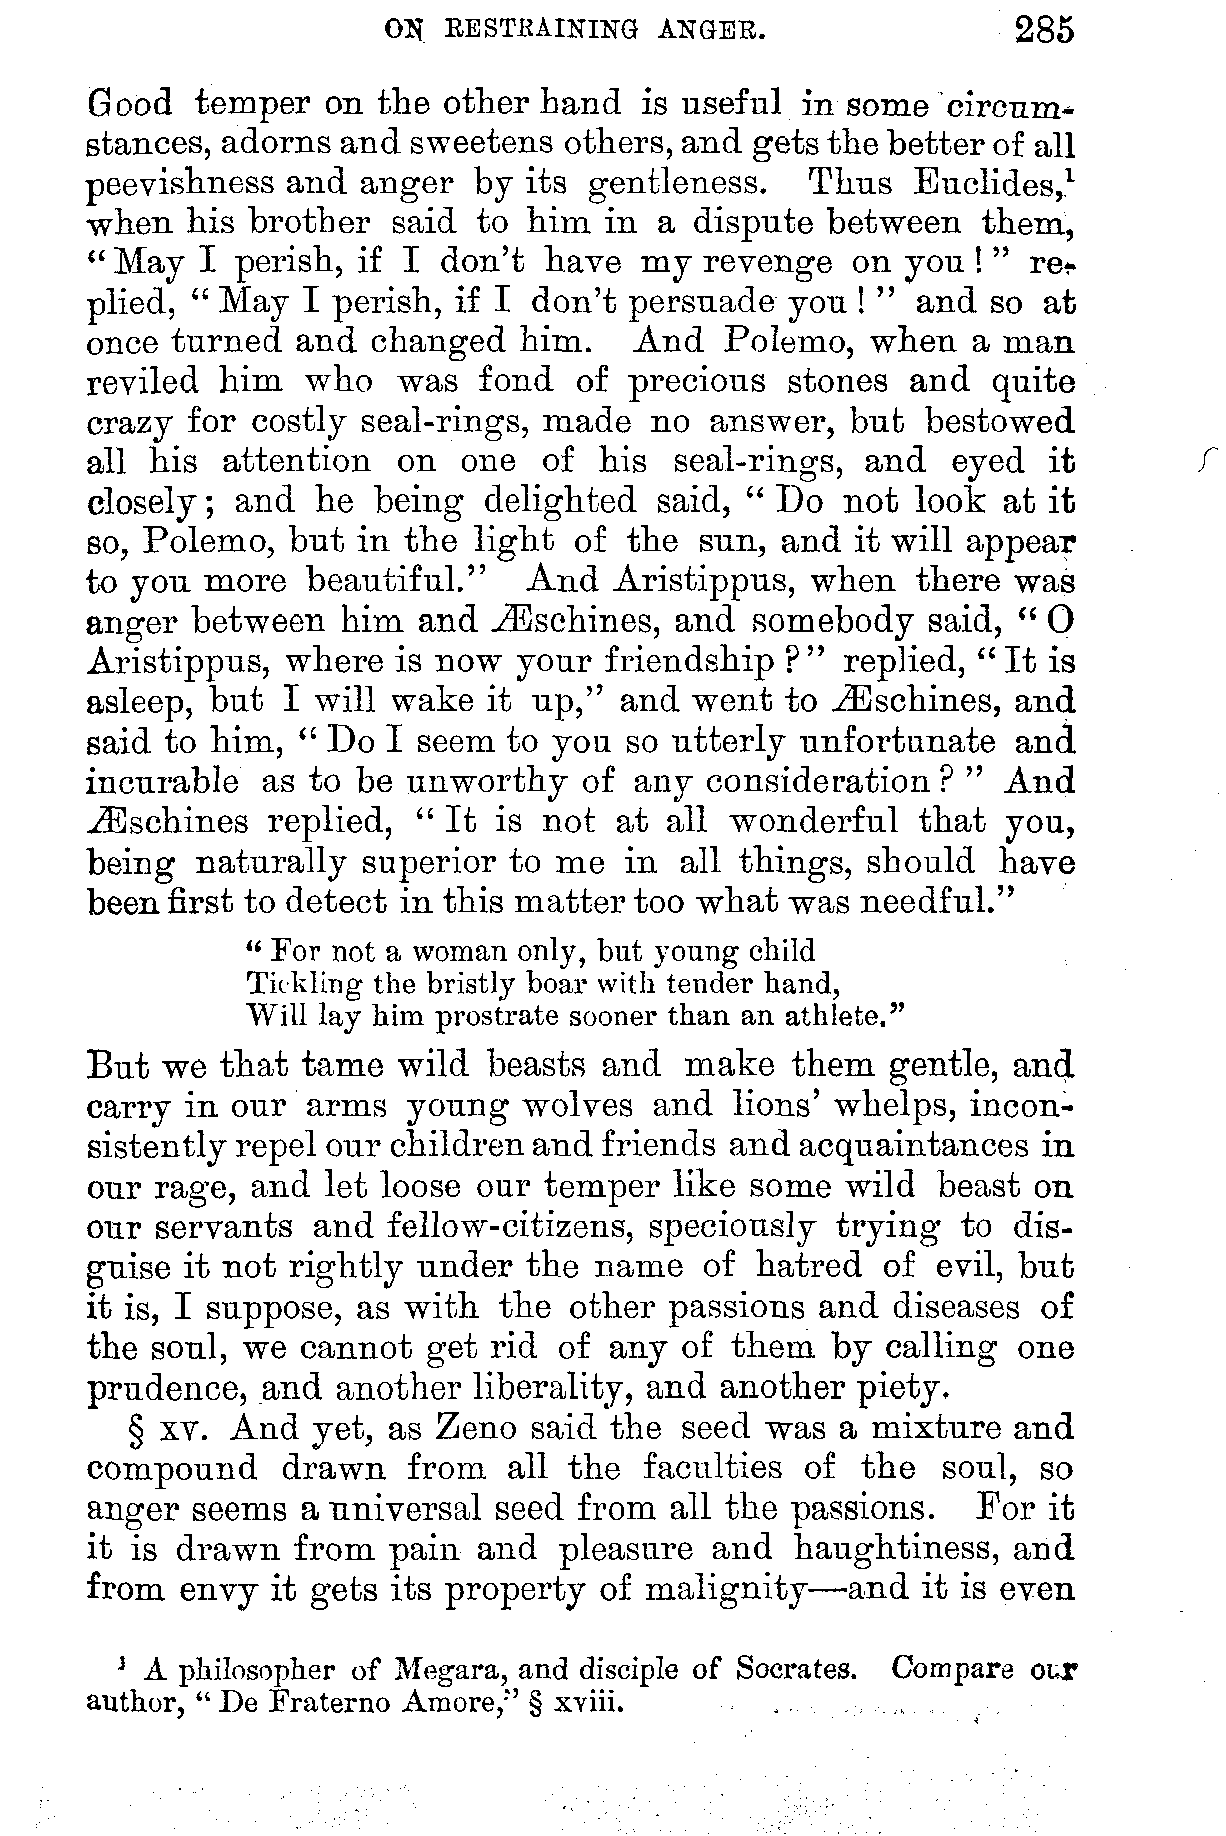 ON RESTRAINING ANGER. 285
Good temper on the other hand is useful in some circum-
stances, adorns and sweetens others, and gets the better of all
peevishness and anger by its gentleness. Thus Euclides,¹
when his brother said to him in a dispute between them,
“May I perish, if I don’t have my revenge on you!” re-
plied, “May I perish, if I don’t persuade you!” and so at
once turned and changed him. And Polemo, when a man
reviled him who was fond of precious stones and quite
crazy for costly seal-rings, made no answer, but bestowed
all his attention on one of his seal-rings, and eyed it
closely; and he being delighted said, “Do not look at it
so, Polemo, but in the light of the sun, and it will appear
to you more beautiful.” And Aristippus, when there was
anger between him and Æschines, and somebody said, “O
Aristippus, where is now your friendship?” replied, “It is
asleep, but I will wake it up,” and went to Æschines, and
said to him, “Do I seem to you so utterly unfortunate and
incurable as to be unworthy of any consideration?” And
Æschines replied, “It is not at all wonderful that you,
being naturally superior to me in all things, should have
been first to detect in this matter too what was needful.”
“For not a woman only, but young child
Tickling the bristly boar with tender hand,
Will lay him prostrate sooner than an athlete.”
But we that tame wild beasts and make them gentle, and
carry in our arms young wolves and lions’ whelps, incon-
sistently repel our children and friends and acquaintances in
our rage, and let loose our temper like some wild beast on
our servants and fellow-citizens, speciously trying to dis-
guise it not rightly under the name of hatred of evil, but
it is, I suppose, as with the other passions and diseases of
the soul, we cannot get rid of any of them by calling one
prudence, and another liberality, and another piety.
§ XV. And yet, as Zeno said the seed was a mixture and
compound drawn from all the faculties of the soul, so
anger seems a universal seed from all the passions. For it
it is drawn from pain and pleasure and haughtiness, and
from envy it gets its property of malignity—and it is even
¹ A philosopher of Megara, and disciple of Socrates. Compare our
author, “De Fraterno Amore,” § xviii.